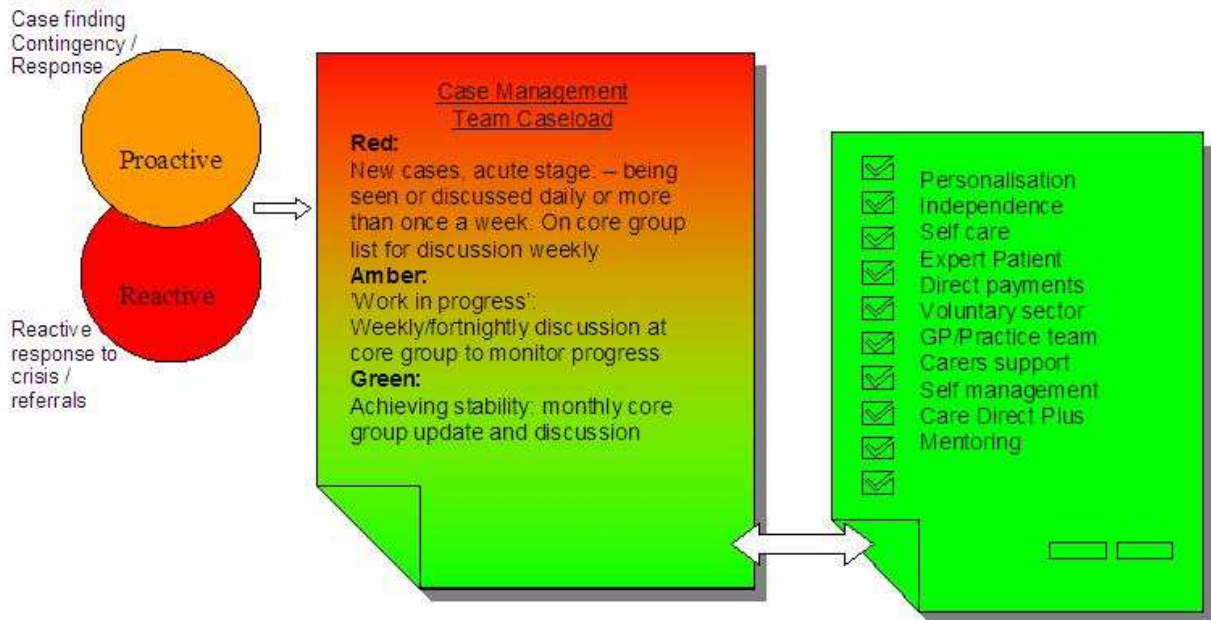 Case finding
Contingency /
Response
Proactive
Reactive
Reactive
response to
crisis /
referrals
Case Management
Team Caseload
Red:
New cases, acute stage: – being
seen or discussed daily or more
than once a week. On core group
list for discussion weekly
Amber:
'Work in progress':
Weekly/fortnightly discussion at
core group to monitor progress
Green:
Achieving stability: monthly core
group update and discussion
Personalisation
Independence
Self care
Expert Patient
Direct payments
Voluntary sector
GP/Practice team
Carers support
Self management
Care Direct Plus
Mentoring